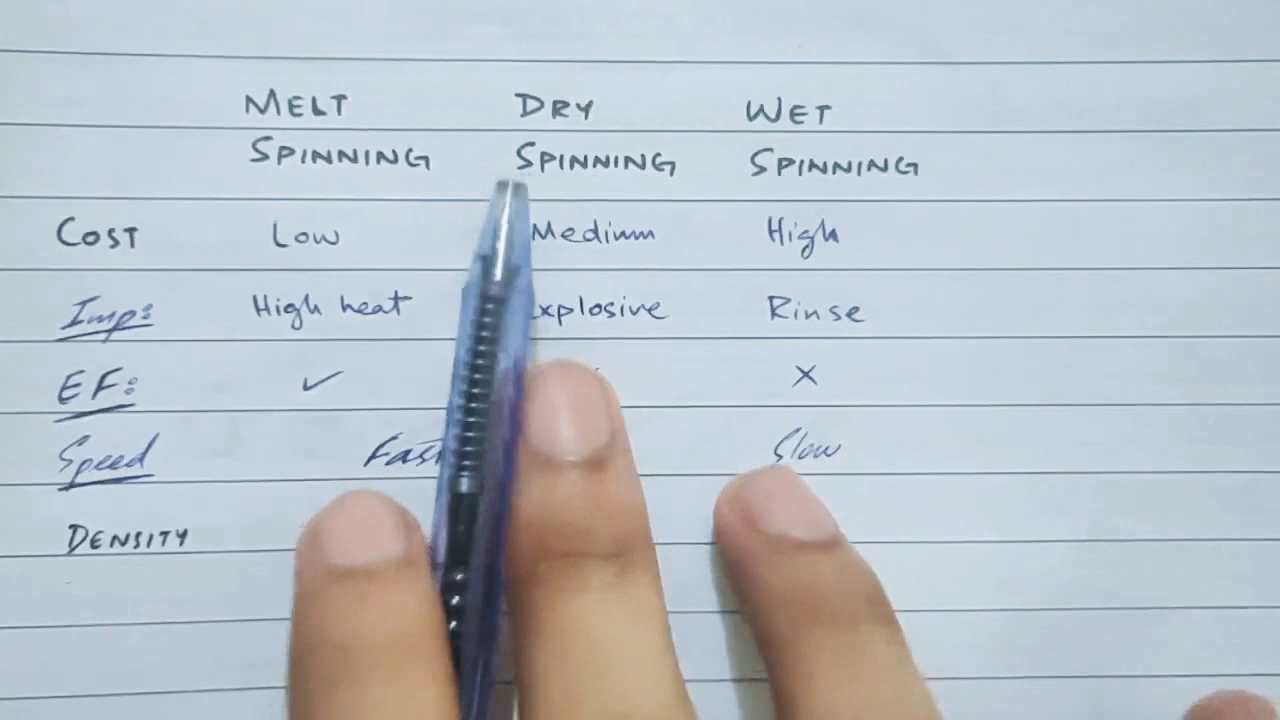 MELT DRY WET
SPINNING SPINNING SPINNING
COST Low Medium High
Imp: High heat xplosive Rinse
EF: ✓ ×
Speed Fast Slow
DENSITY